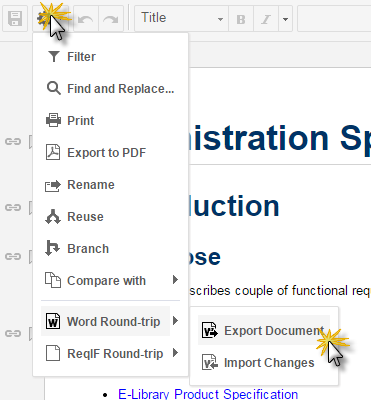 Title B I A
Filter
Find and Replace...
Print
nistration Sp
Export to PDF
Rename
Reuse
duction
Branch
ose
Compare with
scribes couple of functional req
Word Round-trip
Export Document
ReqIF Round-trip
Import Changes
E-Library Product Specification